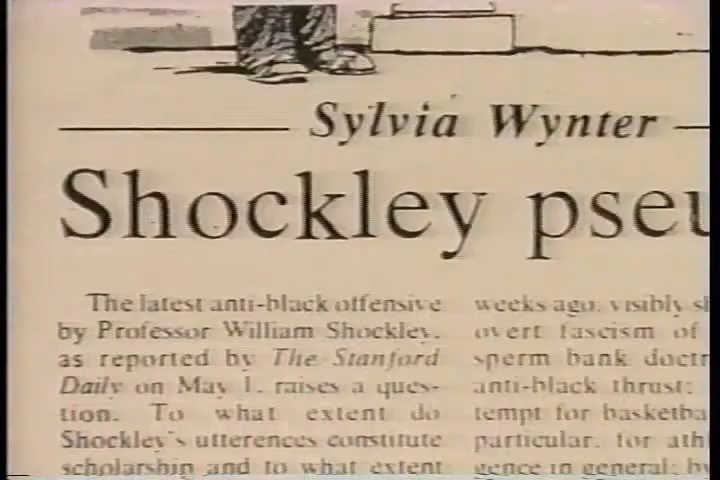 Sylvia Wynter
Shockley pseu
The latest anti-black offensive
by Professor William Shockley,
as reported by The Stanford
Daily on May 1, raises a ques-
tion. To what extent do
Shockley's utterences constitute
scholarship and to what extent
weeks ago, visibly sl
overt fascism of
sperm bank doctr
anti-black thrust;
tempt for basketba
particular, for ath
gence in general; by